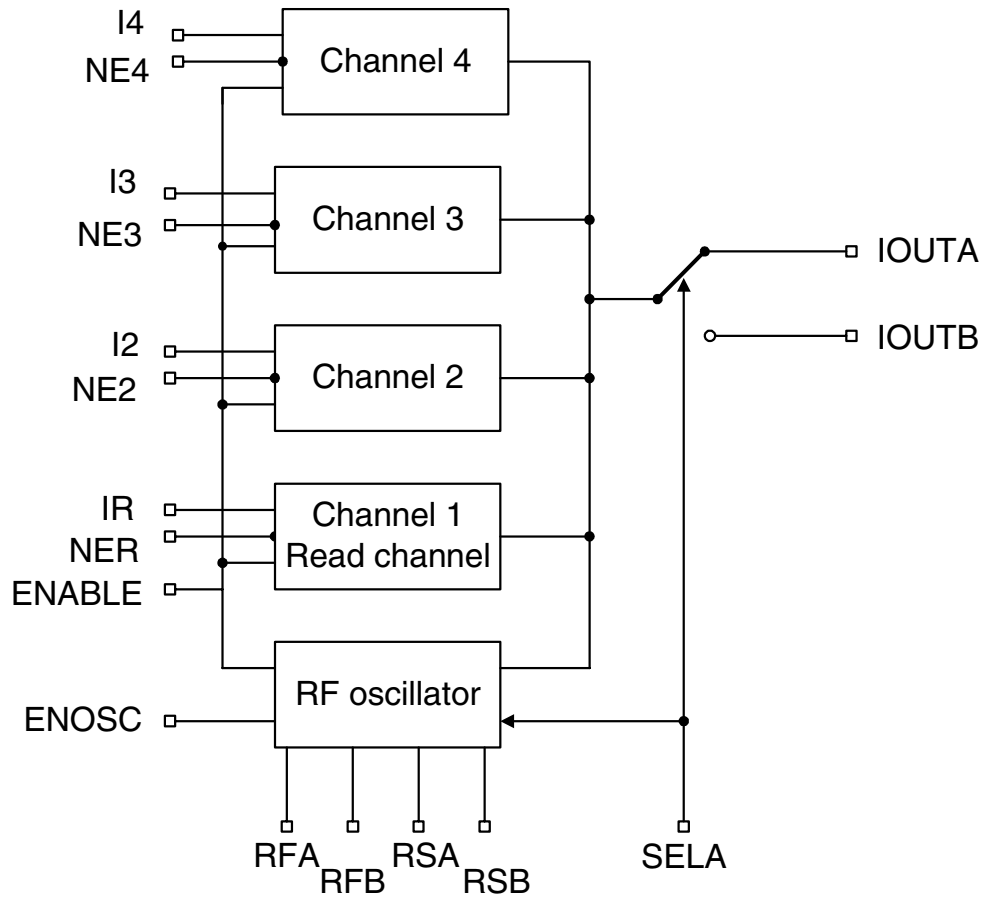 I4
NE4
Channel 4
I3
NE3
Channel 3
IOUTA
IOUTB
I2
NE2
Channel 2
IR
NER
ENABLE
Channel 1
Read channel
RF oscillator
ENOSC
RFA
RFB
RSA
RSB
SELA